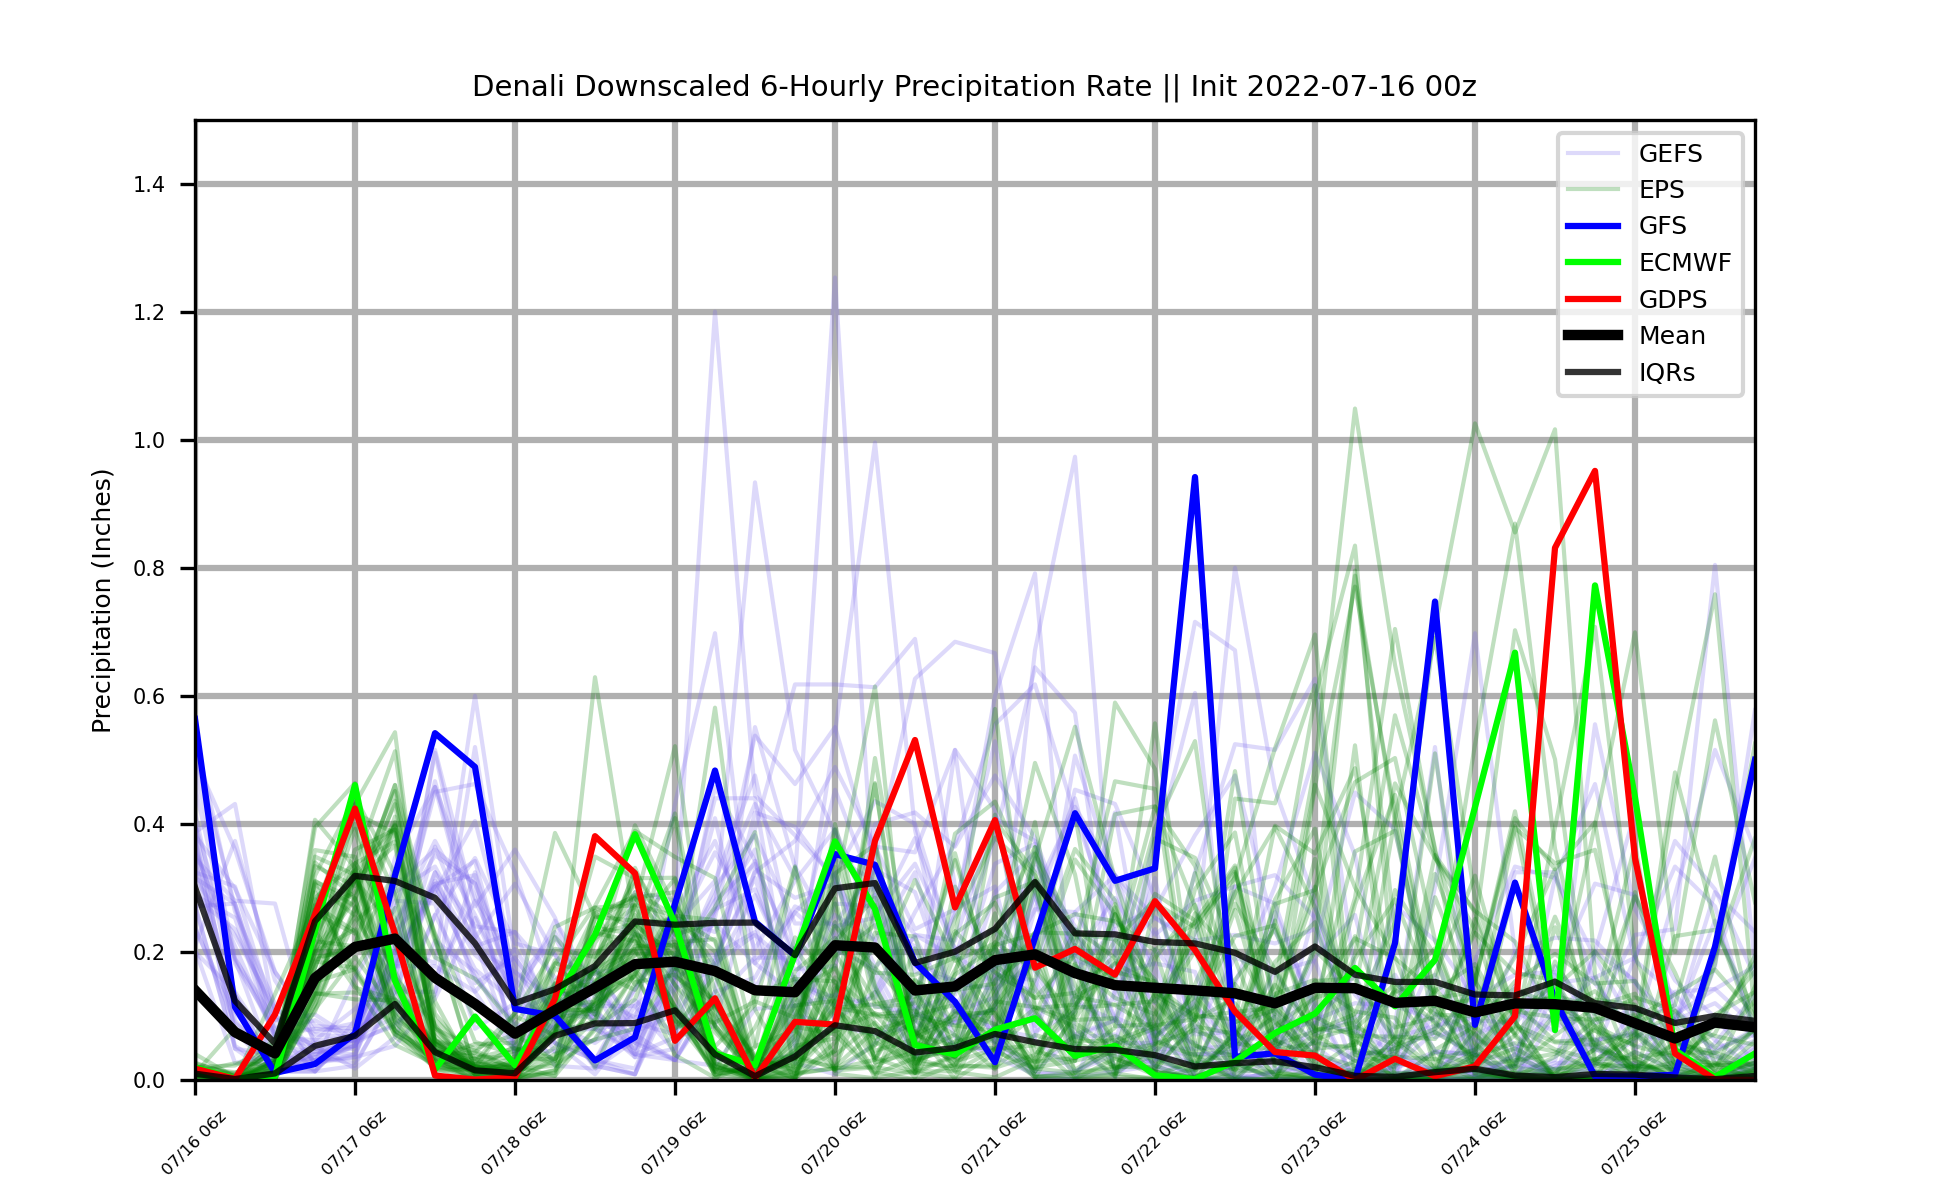 Denali Downscaled 6-Hourly Precipitation Rate || Init 2022-07-16 00z
GEFS
EPS
GFS
ECMWF
GDPS
Mean
IQRs
Precipitation (Inches)
1.4
1.2
1.0
0.8
0.6
0.4
0.2
0.0
07/16 06z
07/17 06z
07/18 06z
07/19 06z
07/20 06z
07/21 06z
07/22 06z
07/23 06z
07/24 06z
07/25 06z